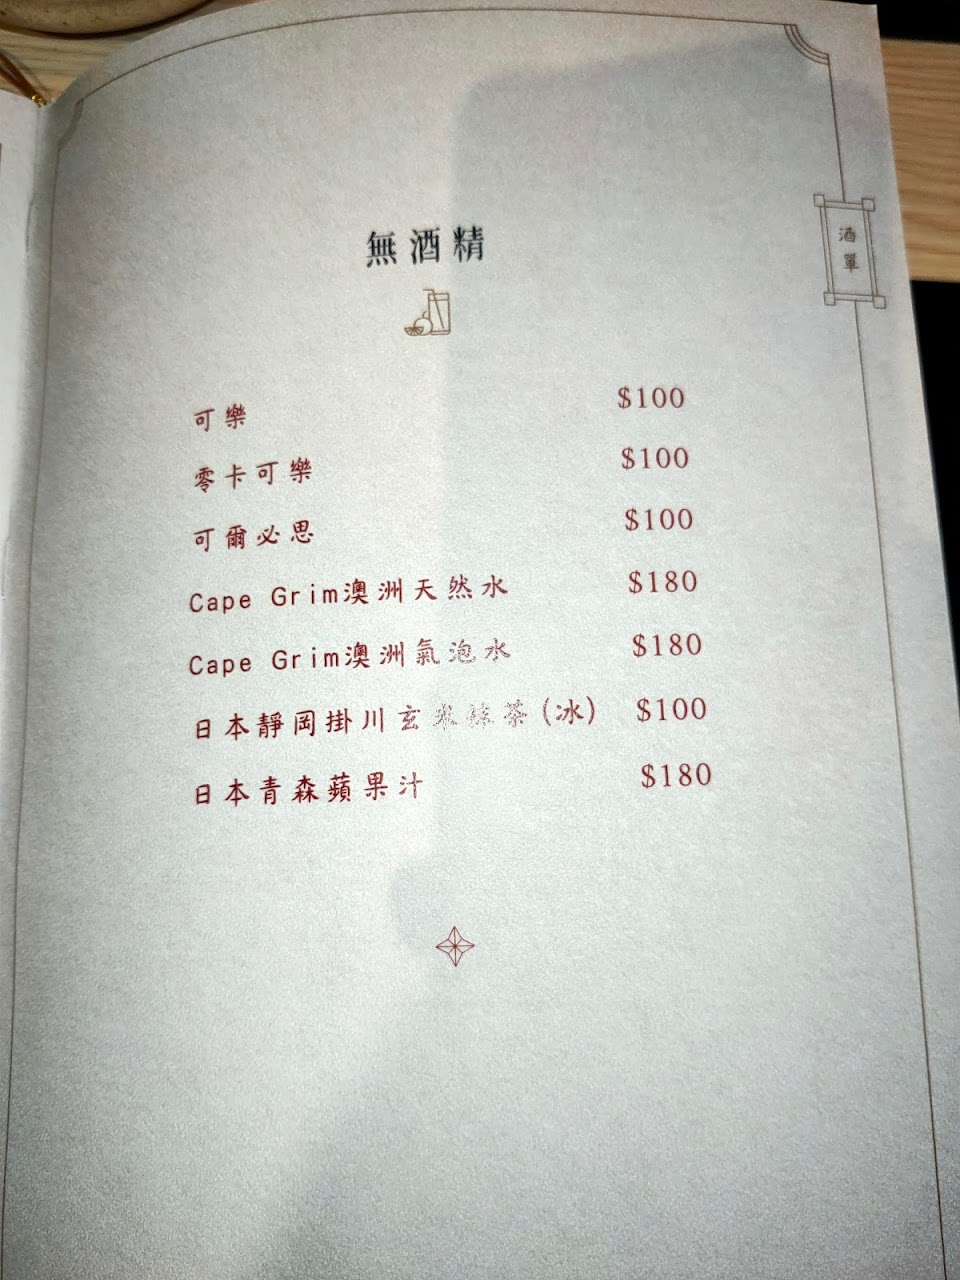 無酒精
酒單
可樂 $100
零卡可樂 $100
可爾必思 $100
Cape Grim澳洲天然水 $180
Cape Grim澳洲氣泡水 $180
日本靜岡掛川玄米抹茶(冰) $100
日本青森蘋果汁 $180